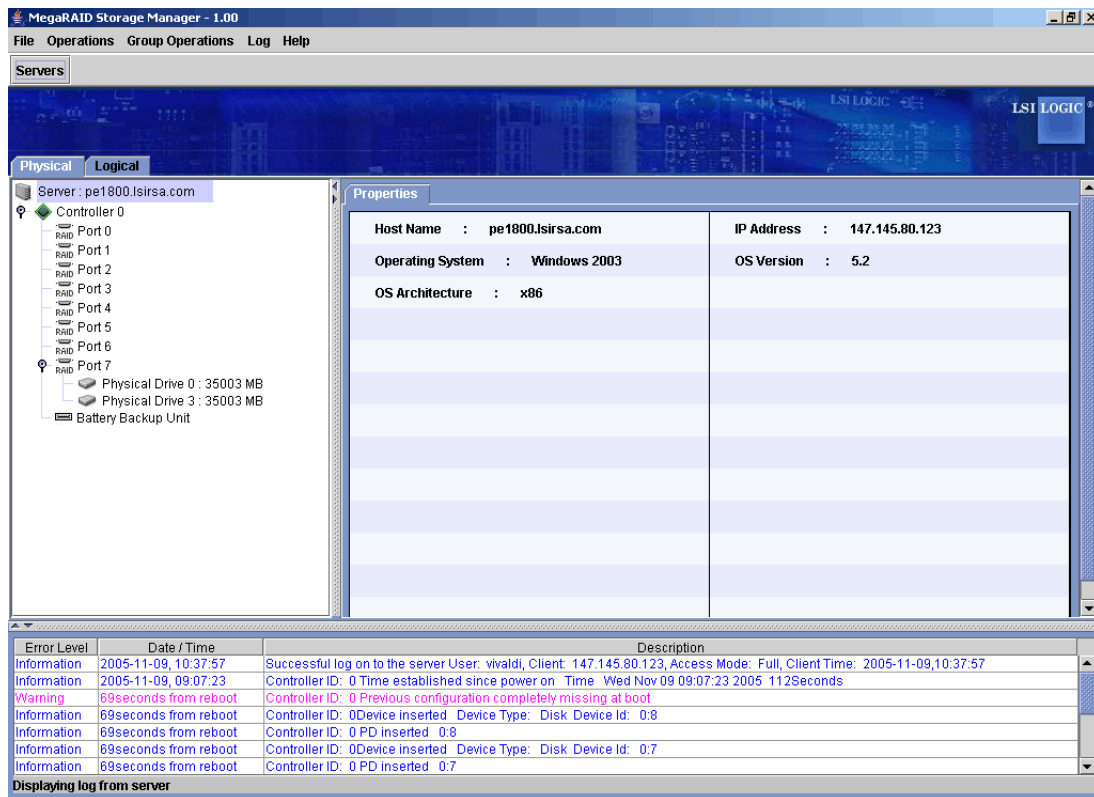 MegaRAID Storage Manager - 1.00
File Operations Group Operations Log Help
Servers
LSI LOGIC
LSI LOGIC ®
Physical Logical
Server : pe1800.lsirsa.com
Controller 0
RAID Port 0
RAID Port 1
RAID Port 2
RAID Port 3
RAID Port 4
RAID Port 5
RAID Port 6
RAID Port 7
Physical Drive 0 : 35003 MB
Physical Drive 3 : 35003 MB
Battery Backup Unit
Properties
Host Name : pe1800.lsirsa.com IP Address : 147.145.80.123
Operating System : Windows 2003 OS Version : 5.2
OS Architecture : x86
Error Level Date / Time Description
Information 2005-11-09, 10:37:57 Successful log on to the server User: vivaldi, Client: 147.145.80.123, Access Mode: Full, Client Time: 2005-11-09,10:37:57
Information 2005-11-09, 09:07:23 Controller ID: 0 Time established since power on Time Wed Nov 09 09:07:23 2005 112Seconds
Warning 69seconds from reboot Controller ID: 0 Previous configuration completely missing at boot
Information 69seconds from reboot Controller ID: 0Device inserted Device Type: Disk Device Id: 0:8
Information 69seconds from reboot Controller ID: 0 PD inserted 0:8
Information 69seconds from reboot Controller ID: 0Device inserted Device Type: Disk Device Id: 0:7
Information 69seconds from reboot Controller ID: 0 PD inserted 0:7
Displaying log from server